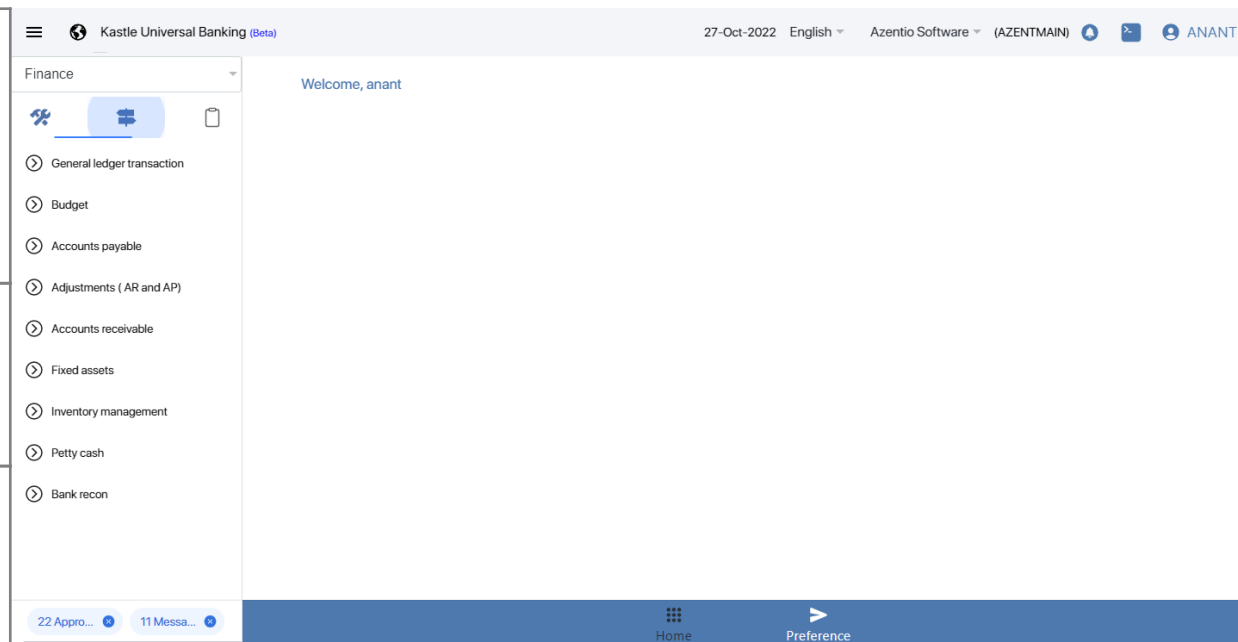 Kastle Universal Banking (Beta)
27-Oct-2022 English Azentio Software (AZENTMAIN) ANANT
Finance
Welcome, anant
General ledger transaction
Budget
Accounts payable
Adjustments ( AR and AP)
Accounts receivable
Fixed assets
Inventory management
Petty cash
Bank recon
22 Appro... 11 Messa...
Home Preference